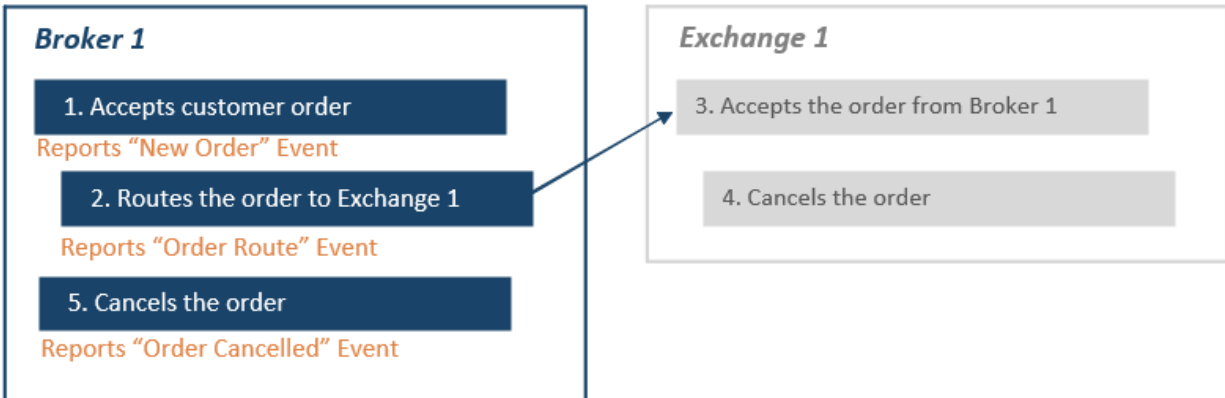 Broker 1
1. Accepts customer order
Reports “New Order” Event
2. Routes the order to Exchange 1
Reports “Order Route” Event
5. Cancels the order
Reports “Order Cancelled” Event
Exchange 1
3. Accepts the order from Broker 1
4. Cancels the order